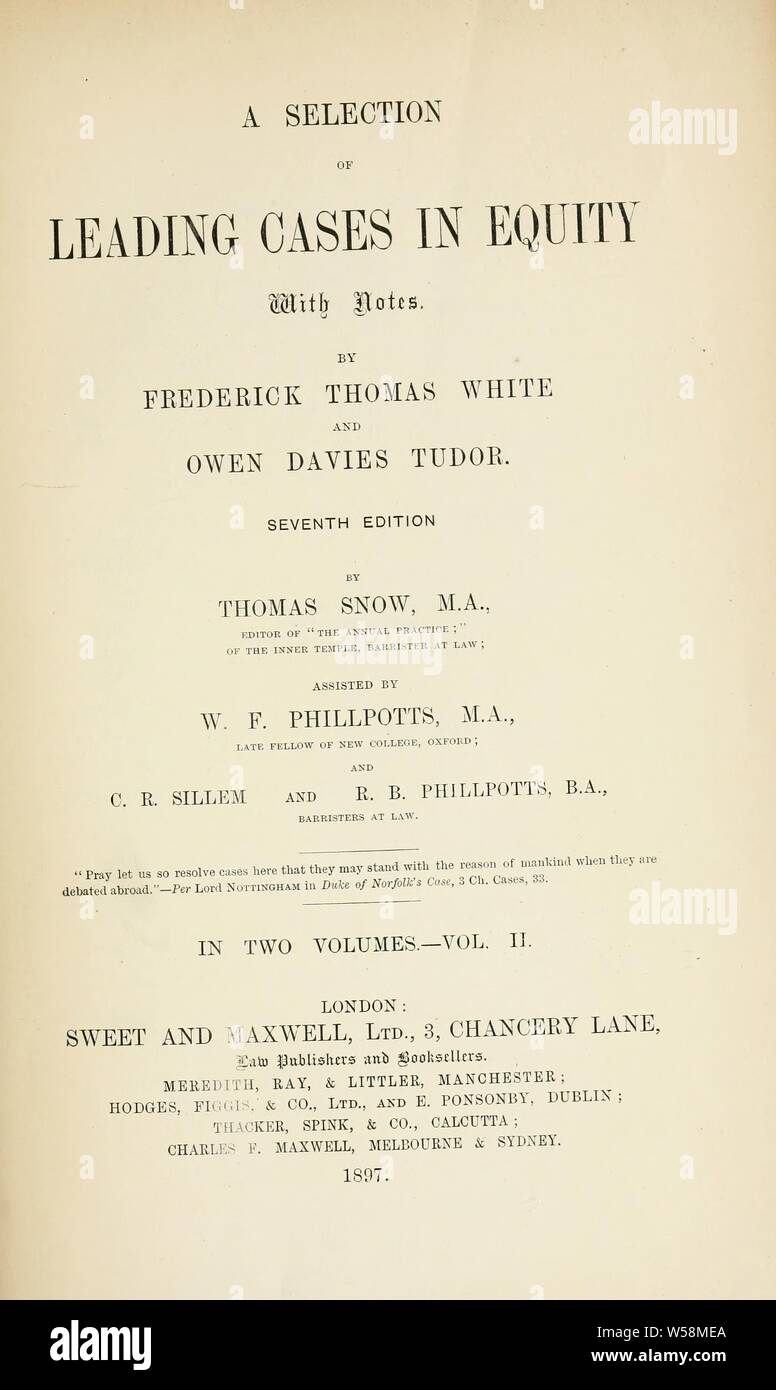 A SELECTION
OF
LEADING CASES IN EQUITY
With Notes.
BY
FREDERICK THOMAS WHITE
AND
OWEN DAVIES TUDOR.
SEVENTH EDITION
BY
THOMAS SNOW, M.A.,
EDITOR OF "THE ANNUAL PRACTICE;"
OF THE INNER TEMPLE, BARRISTER AT LAW;
ASSISTED BY
W. F. PHILLPOTTS, M.A.,
LATE FELLOW OF NEW COLLEGE, OXFORD;
AND
C. R. SILLEM AND R. B. PHILLPOTTS, B.A.,
BARRISTERS AT LAW.
"Pray let us so resolve cases here that they may stand with the reason of mankind when they are
debated abroad."—Per Lord NOTTINGHAM in Duke of Norfolk's Case, 3 Ch. Cases, 33.
IN TWO VOLUMES.—VOL. II.
LONDON:
SWEET AND MAXWELL, LTD., 3, CHANCERY LANE,
Law Publishers and Booksellers.
MEREDITH, RAY, & LITTLER, MANCHESTER;
HODGES, FIGGIS, & CO., LTD., AND E. PONSONBY, DUBLIN;
THACKER, SPINK, & CO., CALCUTTA;
CHARLES F. MAXWELL, MELBOURNE & SYDNEY.
1897.
a alamy
a alamy
a alamy
a alamy
alamy
Image ID: W58MEA
www.alamy.com